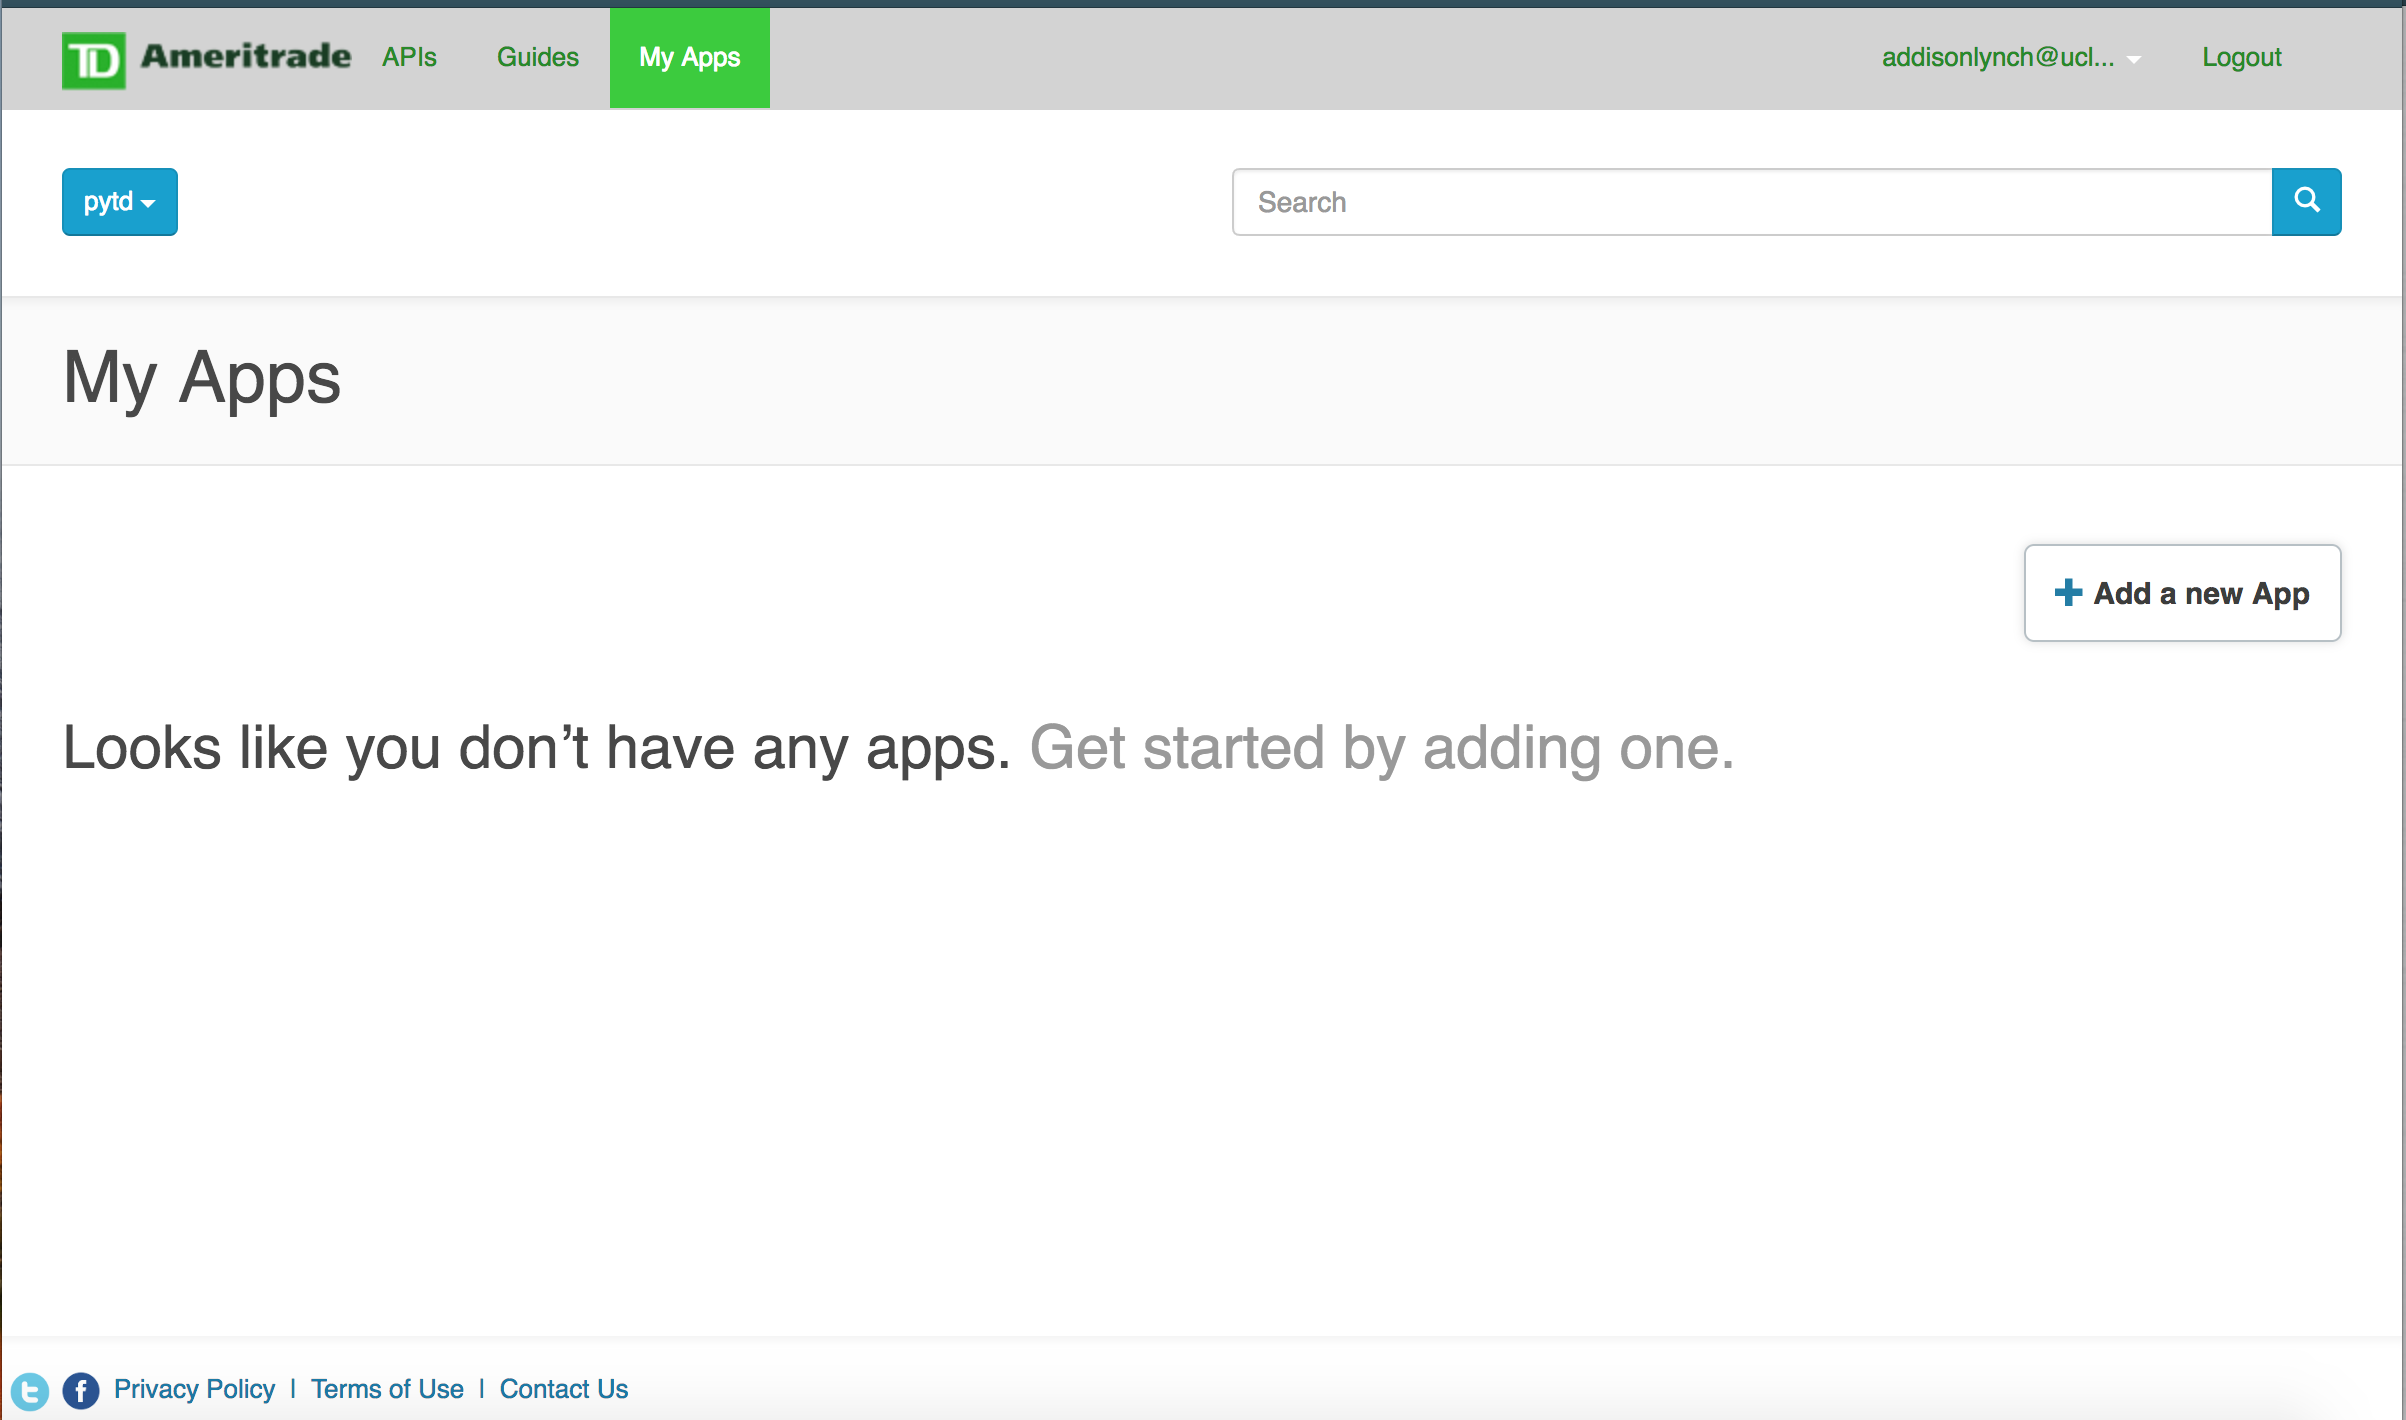 TD Ameritrade APIs Guides My Apps addisonlynch@ucl... Logout
pytd Search
My Apps
Add a new App
Looks like you don’t have any apps. Get started by adding one.
Privacy Policy | Terms of Use | Contact Us